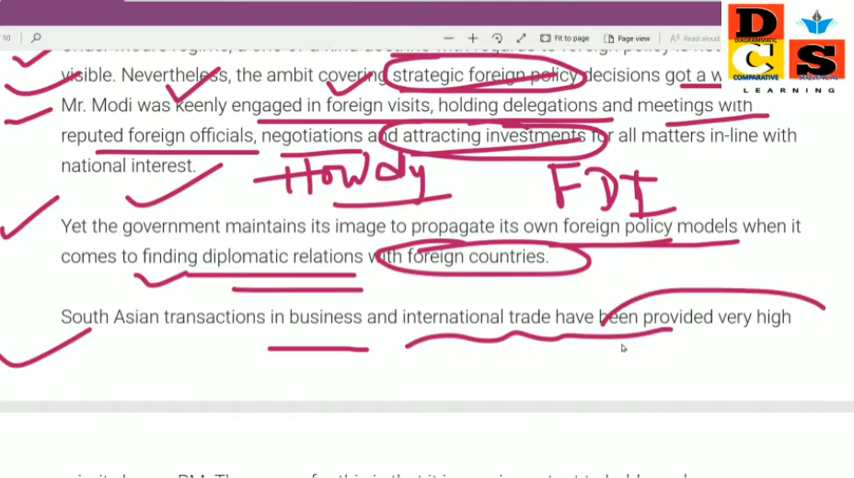 10
Fit to page
Page view
Read aloud
visible. Nevertheless, the ambit covering strategic foreign policy decisions got a w
Mr. Modi was keenly engaged in foreign visits, holding delegations and meetings with
reputed foreign officials, negotiations and attracting investments for all matters in-line with
national interest.
Howdy
FDI
Yet the government maintains its image to propagate its own foreign policy models when it
comes to finding diplomatic relations with foreign countries.
South Asian transactions in business and international trade have been provided very high
D
DIAGRAMMATIC
C
COMPARATIVE
S
LEARNING